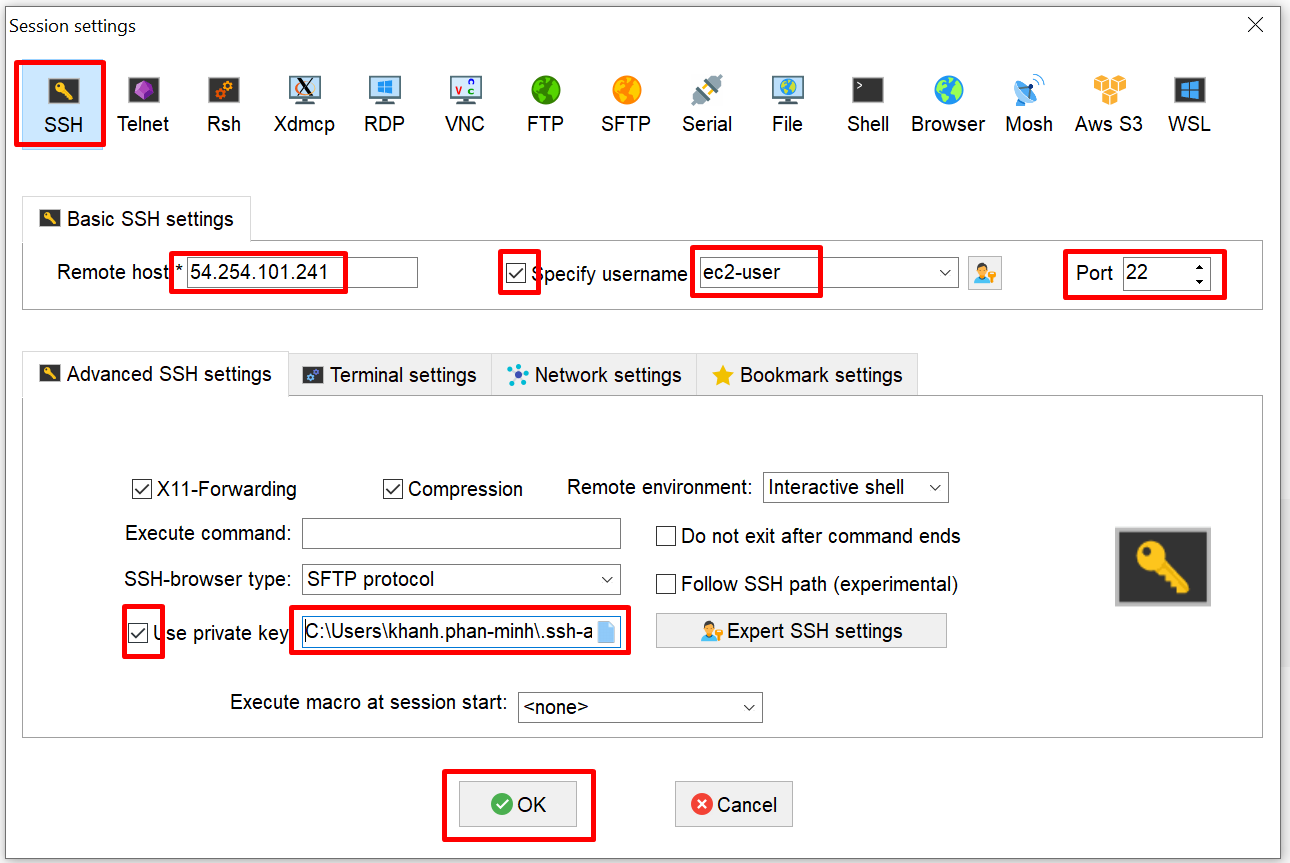 Session settings
SSH Telnet Rsh Xdmcp RDP VNC FTP SFTP Serial File Shell Browser Mosh Aws S3 WSL
Basic SSH settings
Remote host * 54.254.101.241 Specify username ec2-user Port 22
Advanced SSH settings Terminal settings Network settings Bookmark settings
X11-Forwarding Compression Remote environment: Interactive shell
Execute command: Do not exit after command ends
SSH-browser type: SFTP protocol Follow SSH path (experimental)
Use private key C:\Users\khanh.phan-minh\.ssh-a Expert SSH settings
Execute macro at session start: <none>
OK Cancel